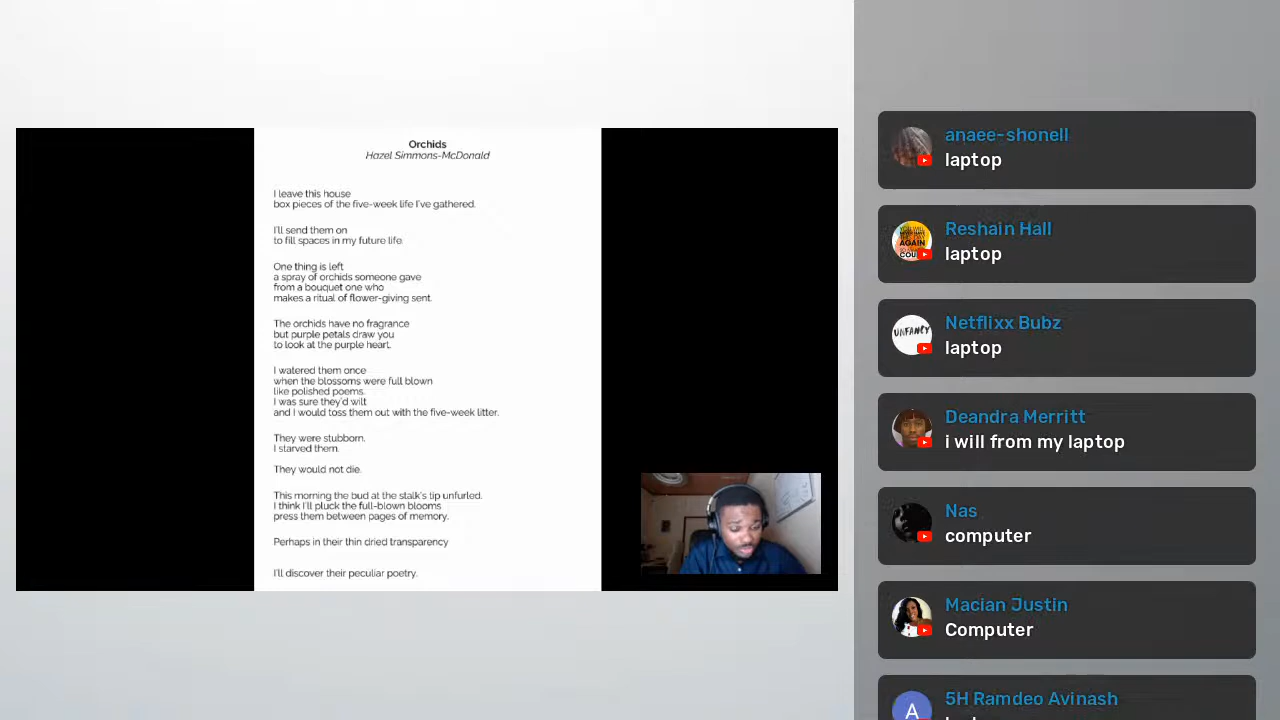 Orchids
Hazel Simmons-McDonald
I leave this house
box pieces of the five-week life I've gathered.
I'll send them on
to fill spaces in my future life.
One thing is left
a spray of orchids someone gave
from a bouquet one who
makes a ritual of flower-giving sent.
The orchids have no fragrance
but purple petals draw you
to look at the purple heart.
I watered them once
when the blossoms were full blown
like polished poems.
I was sure they'd wilt
and I would toss them out with the five-week litter.
They were stubborn.
I starved them.
They would not die.
This morning the bud at the stalk's tip unfurled.
I think I'll pluck the full-blown blooms
press them between pages of memory.
Perhaps in their thin dried transparency
I'll discover their peculiar poetry.
anaee-shonell
laptop
Reshain Hall
laptop
AGAIN
Netflixx Bubz
laptop
UNFANCY
Deandra Merritt
i will from my laptop
Nas
computer
Macian Justin
Computer
5H Ramdeo Avinash
A